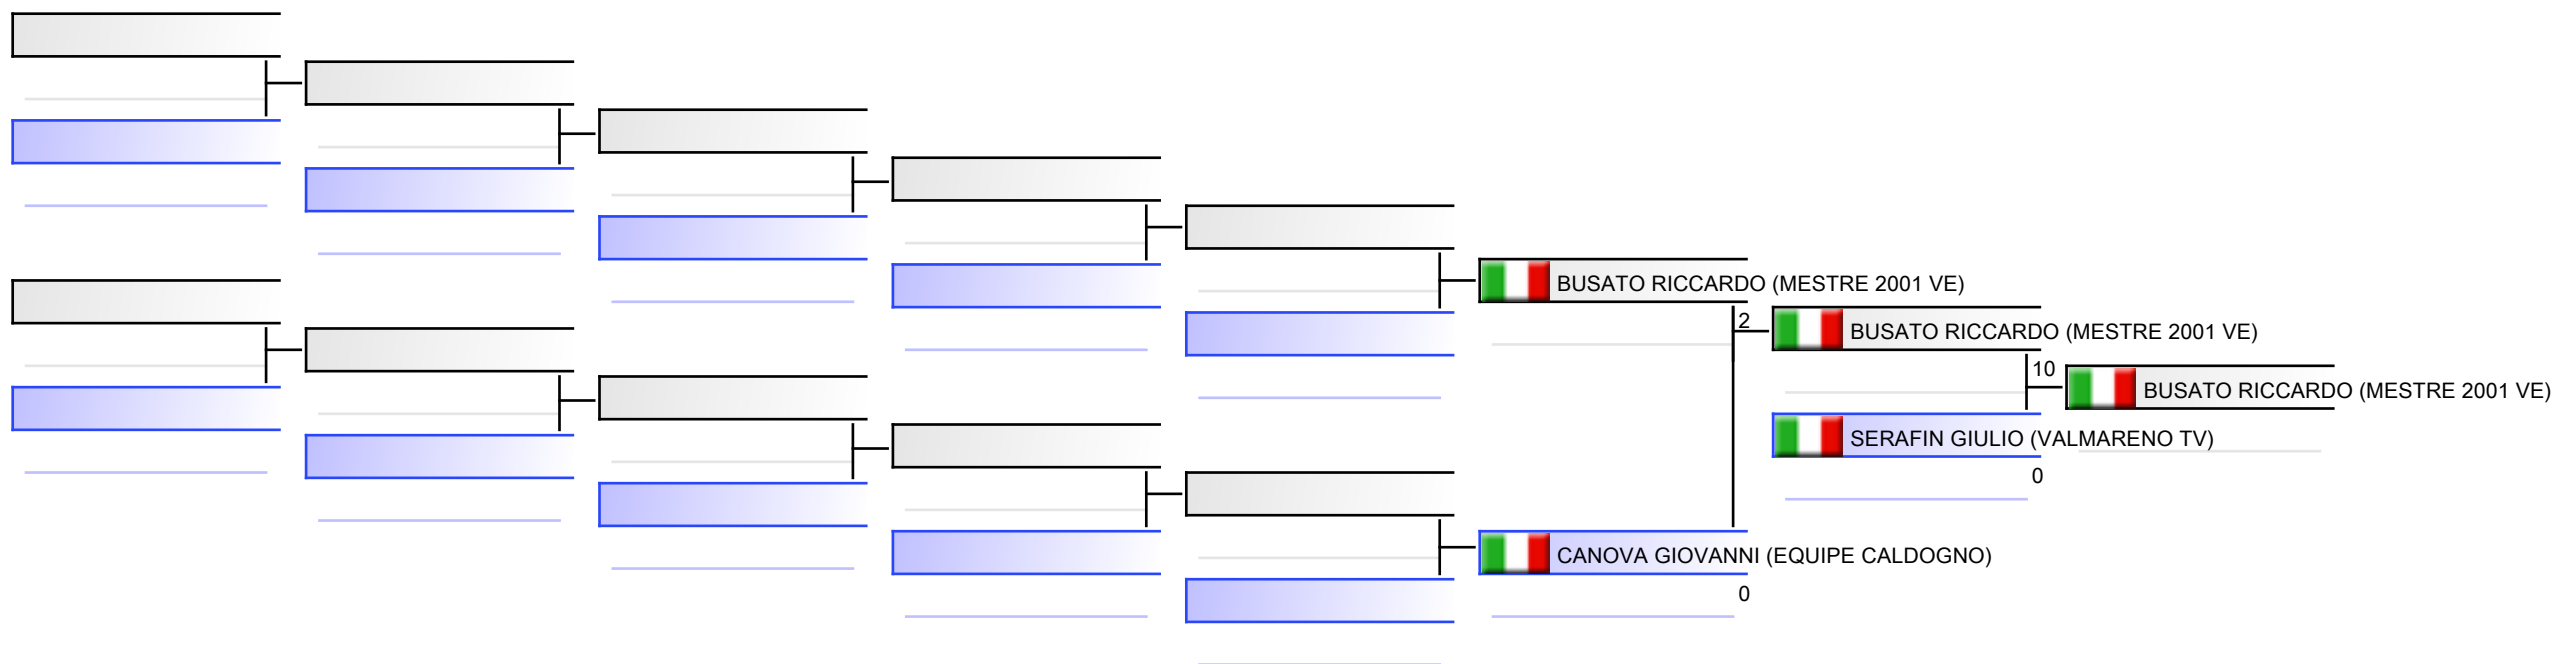 BUSATO RICCARDO (MESTRE 2001 VE)
2
BUSATO RICCARDO (MESTRE 2001 VE)
10
BUSATO RICCARDO (MESTRE 2001 VE)
SERAFIN GIULIO (VALMARENO TV)
0
CANOVA GIOVANNI (EQUIPE CALDOGNO)
0